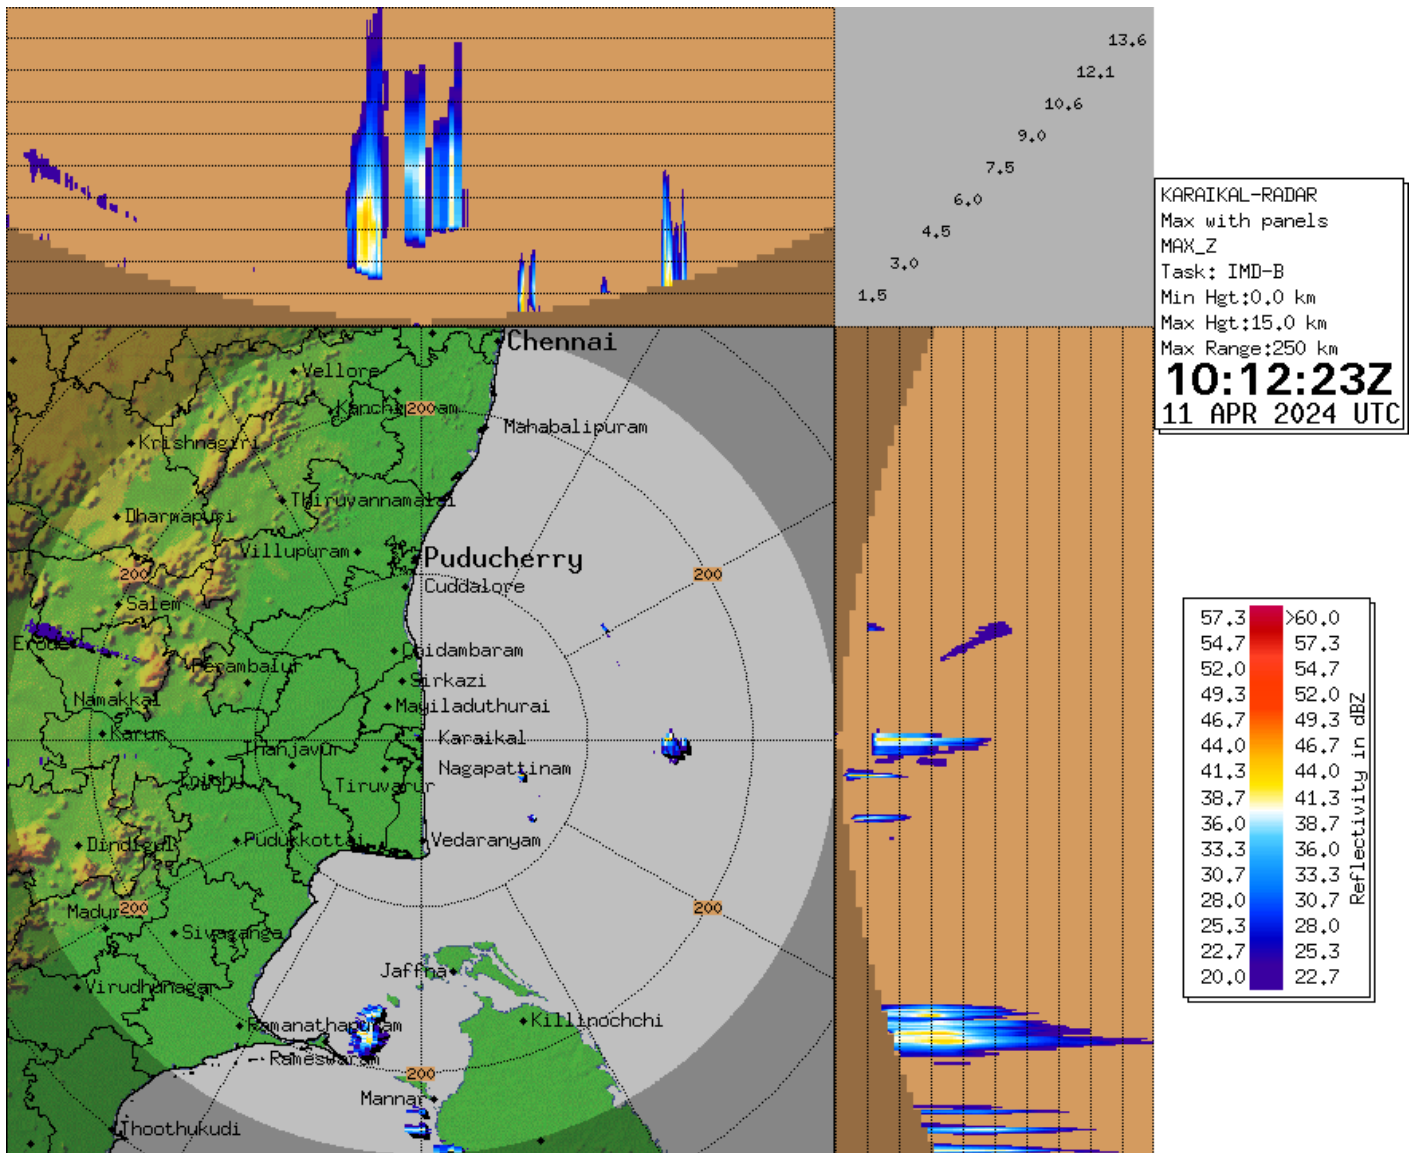 13.6
12.1
10.6
9.0
7.5
6.0
4.5
3.0
1.5
KARAIKAL-RADAR
Max with panels
MAX_Z
Task: IMD-B
Min Hgt:0.0 km
Max Hgt:15.0 km
Max Range:250 km
10:12:23Z
11 APR 2024 UTC
Chennai
Vellore
200
Mahabalipuram
Krishnagiri
Thiruvannamalai
Dharmapuri
Villupuram
Puducherry
200
200
Cuddalore
Salem
Erode
Chidambaram
Perambalur
Sirkazi
Namakkal
Mayiladuthurai
Karur
Karaikal
Thanjavur
Nagapattinam
Tiruvarur
Dindigul
Pudukkottai
Vedaranyam
200
200
Sivaganga
Jaffna
Virudhunagar
Ramanathapuram
Killinochchi
Rameswaram
200
Mannar
Thoothukudi
57.3 >60.0
54.7 57.3
52.0 54.7
49.3 52.0
46.7 49.3
44.0 46.7
41.3 44.0
38.7 41.3
36.0 38.7
33.3 36.0
30.7 33.3
28.0 30.7
25.3 28.0
22.7 25.3
20.0 22.7
Reflectivity in dBZ